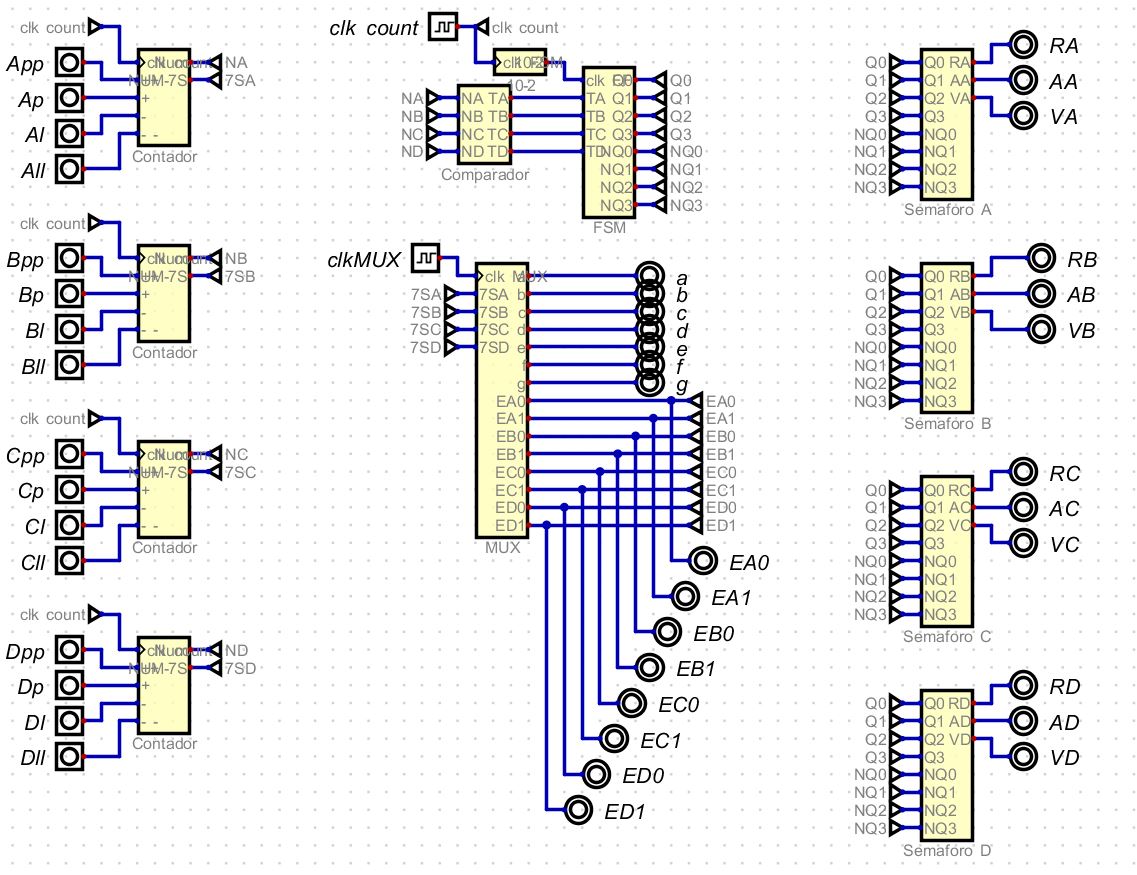 clk count
App
Ap
Al
All
clk count
NUM-7S
+
-
- -
NA
7SA
Contador
clk count
Bpp
Bp
Bl
Bll
clk count
NUM-7S
+
-
- -
NB
7SB
Contador
clk count
Cpp
Cp
Cl
Cll
clk count
NUM-7S
+
-
- -
NC
7SC
Contador
clk count
Dpp
Dp
Dl
Dll
clk count
NUM-7S
+
-
- -
ND
7SD
Contador
clk count
clk count
10-2
NA NA TA
NB NB TB
NC NC TC
ND ND TD
Comparador
clk
TA Q1 Q1
TB Q2 Q2
TC Q3 Q3
TD NQ0 NQ0
NQ1 NQ1
NQ2 NQ2
NQ3 NQ3
Q0
FSM
clkMUX
clk MUX a
7SA 7SA b b
7SB 7SB c c
7SC 7SC d d
7SD 7SD e e
f f
g g
EA0 EA0
EA1 EA1
EB0 EB0
EB1 EB1
EC0 EC0
EC1 EC1
ED0 ED0
ED1 ED1
MUX
EA0
EA1
EB0
EB1
EC0
EC1
ED0
ED1
Q0 Q0 RA RA
Q1 Q1 AA AA
Q2 Q2 VA VA
Q3 Q3
NQ0 NQ0
NQ1 NQ1
NQ2 NQ2
NQ3 NQ3
Semaforo A
Q0 Q0 RB RB
Q1 Q1 AB AB
Q2 Q2 VB VB
Q3 Q3
NQ0 NQ0
NQ1 NQ1
NQ2 NQ2
NQ3 NQ3
Semaforo B
Q0 Q0 RC RC
Q1 Q1 AC AC
Q2 Q2 VC VC
Q3 Q3
NQ0 NQ0
NQ1 NQ1
NQ2 NQ2
NQ3 NQ3
Semaforo C
Q0 Q0 RD RD
Q1 Q1 AD AD
Q2 Q2 VD VD
Q3 Q3
NQ0 NQ0
NQ1 NQ1
NQ2 NQ2
NQ3 NQ3
Semaforo D